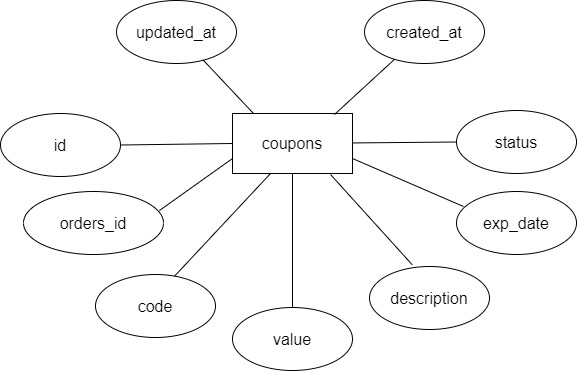 updated_at
created_at
coupons
id
status
orders_id
exp_date
code
description
value